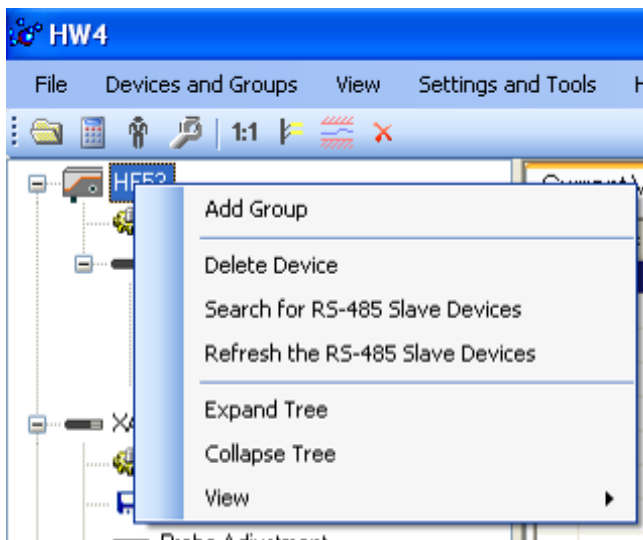 HW4
File Devices and Groups View Settings and Tools
1:1
HF53
Add Group
Delete Device
Search for RS-485 Slave Devices
Refresh the RS-485 Slave Devices
Expand Tree
Collapse Tree
View